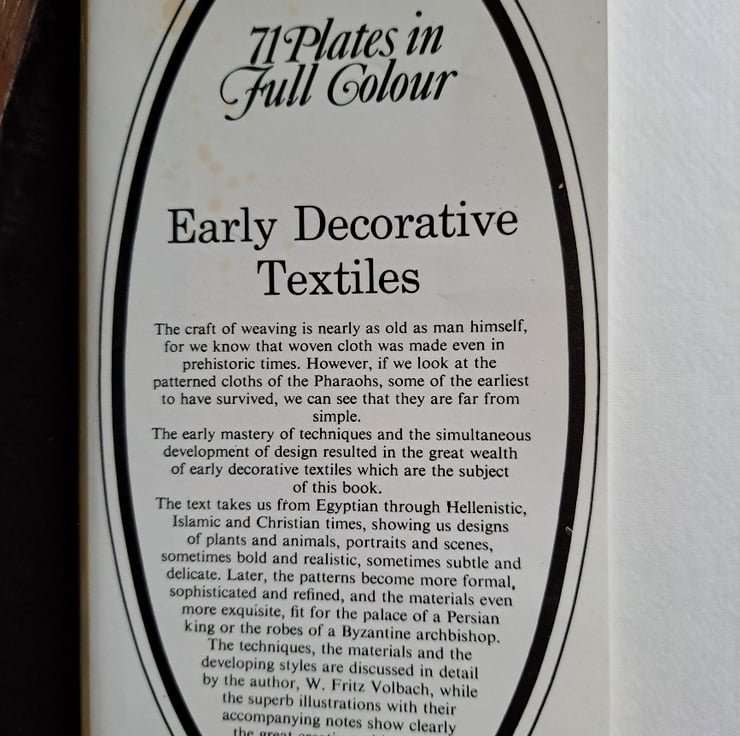 71 Plates in
Full Colour
Early Decorative
Textiles
The craft of weaving is nearly as old as man himself,
for we know that woven cloth was made even in
prehistoric times. However, if we look at the
patterned cloths of the Pharaohs, some of the earliest
to have survived, we can see that they are far from
simple.
The early mastery of techniques and the simultaneous
development of design resulted in the great wealth
of early decorative textiles which are the subject
of this book.
The text takes us from Egyptian through Hellenistic,
Islamic and Christian times, showing us designs
of plants and animals, portraits and scenes,
sometimes bold and realistic, sometimes subtle and
delicate. Later, the patterns become more formal,
sophisticated and refined, and the materials even
more exquisite, fit for the palace of a Persian
king or the robes of a Byzantine archbishop.
The techniques, the materials and the
developing styles are discussed in detail
by the author, W. Fritz Volbach, while
the superb illustrations with their
accompanying notes show clearly
the great